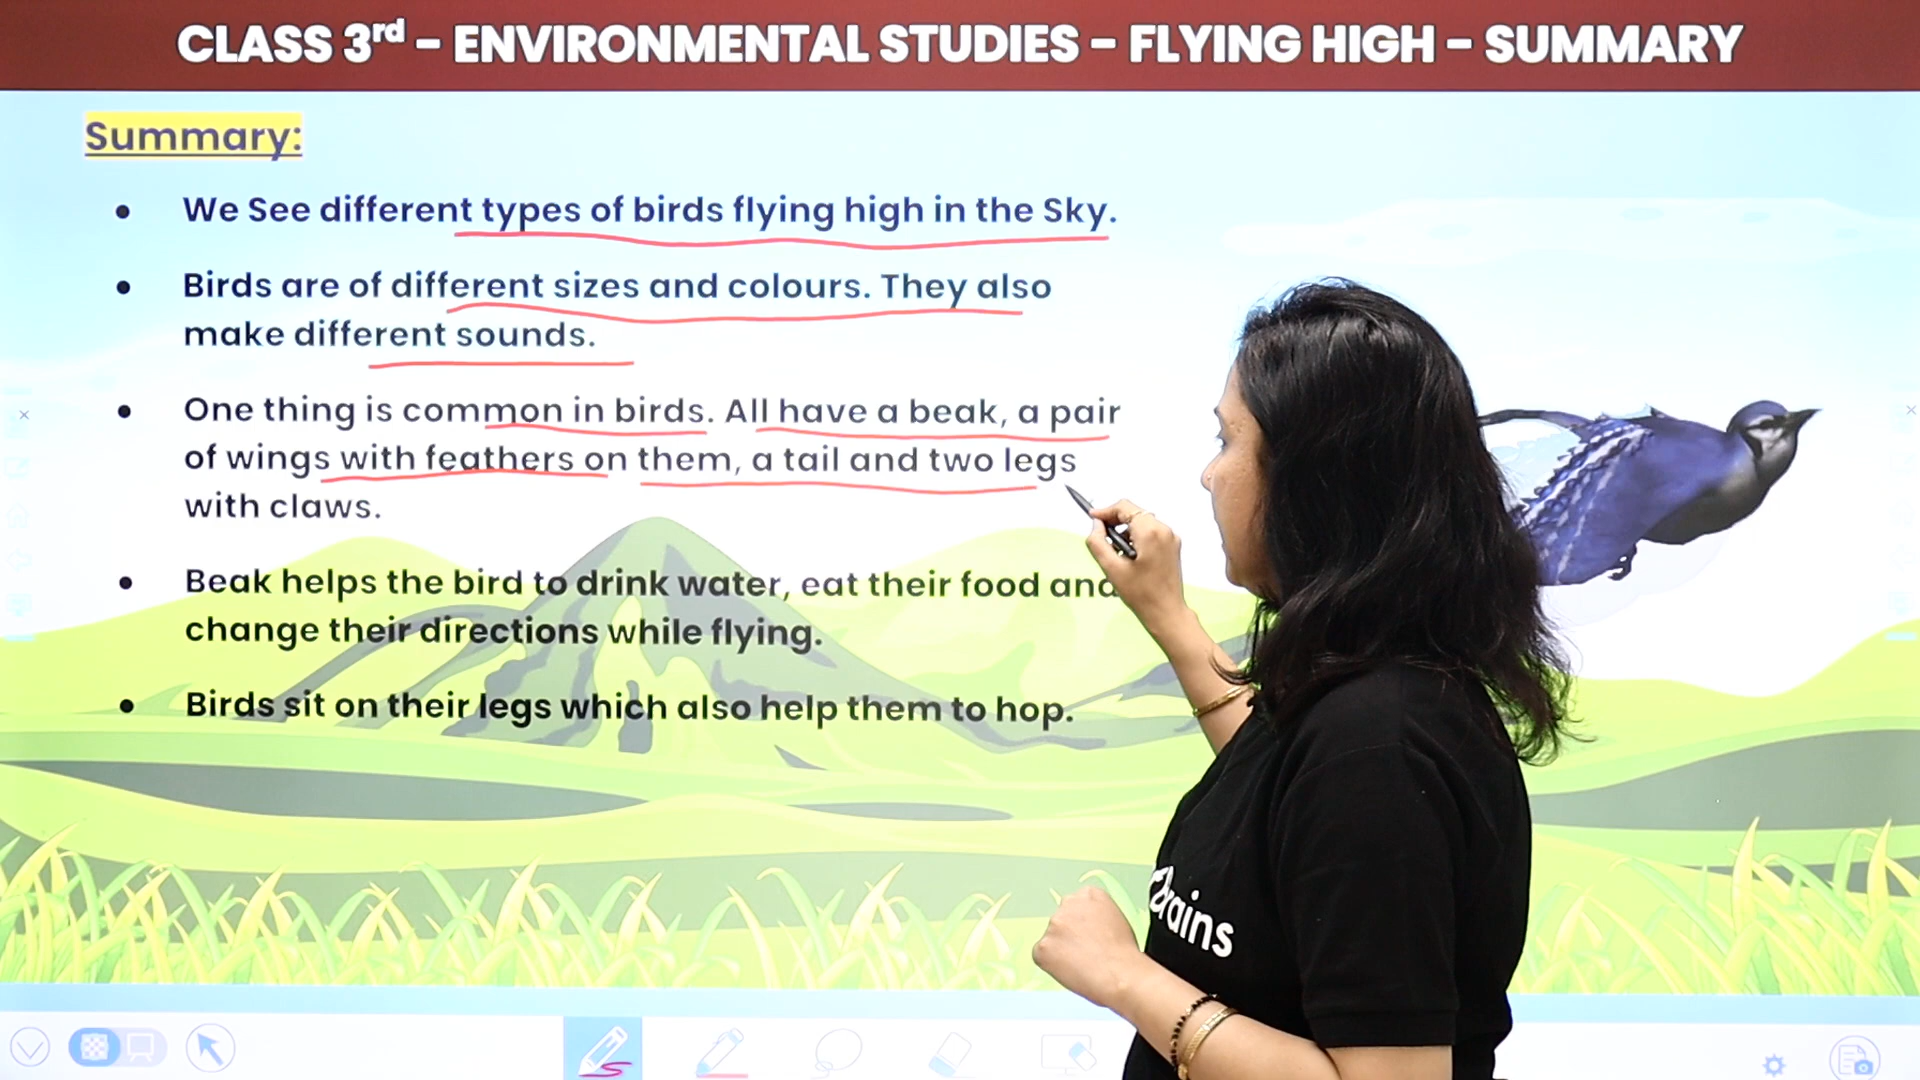 CLASS 3rd – ENVIRONMENTAL STUDIES – FLYING HIGH – SUMMARY
Summary:
• We See different types of birds flying high in the Sky.
• Birds are of different sizes and colours. They also
make different sounds.
• One thing is common in birds. All have a beak, a pair
of wings with feathers on them, a tail and two legs
with claws.
• Beak helps the bird to drink water, eat their food and
change their directions while flying.
• Birds sit on their legs which also help them to hop.
brains